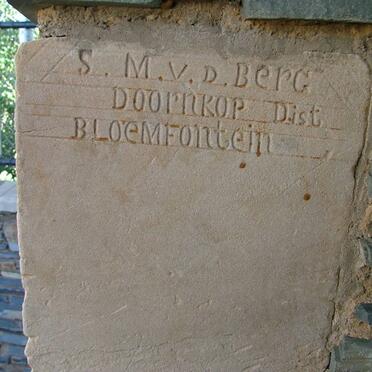 S. M. V. D. Berg
DOORNKOP Dist
BLOEMFONTEIN